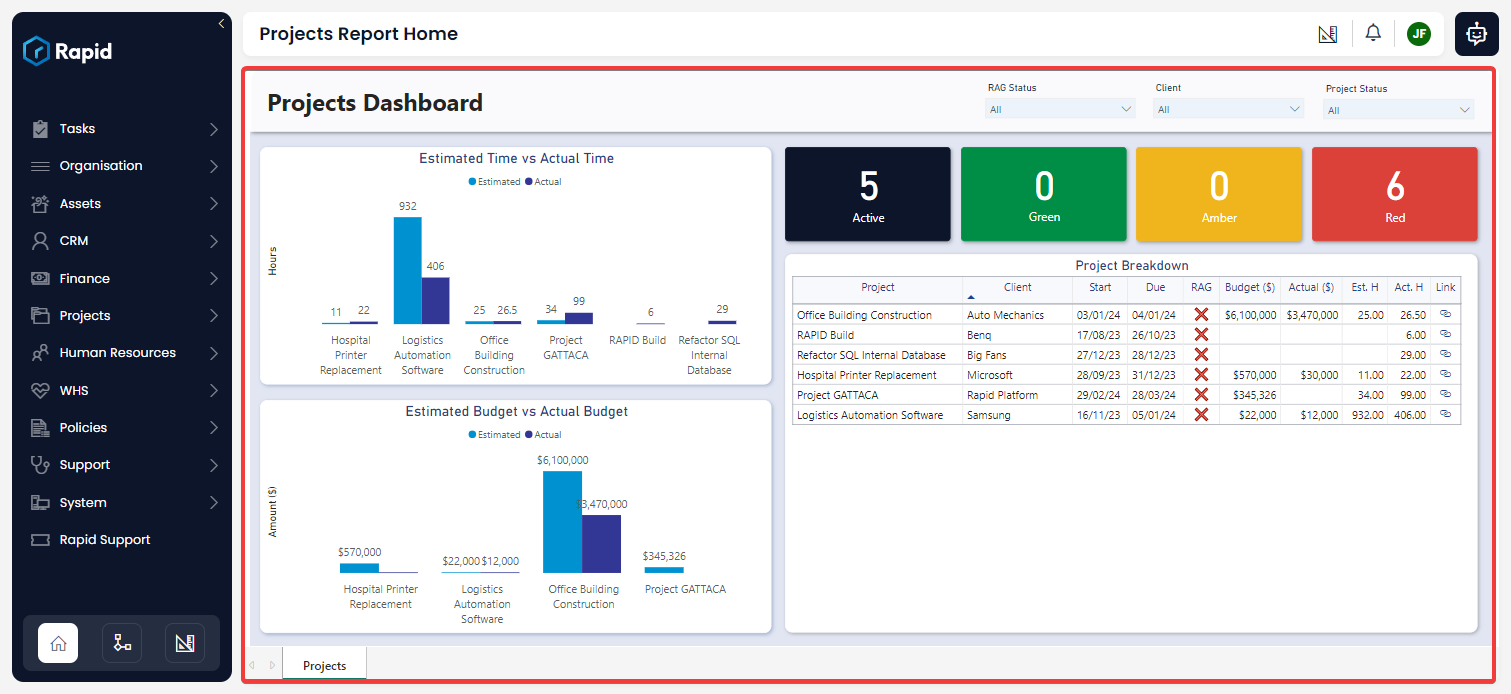 Rapid
Projects Report Home
JF
Tasks
Organisation
Assets
CRM
Finance
Projects
Human Resources
WHS
Policies
Support
System
Rapid Support
Projects Dashboard
RAG Status
All
Client
All
Project Status
All
Estimated Time vs Actual Time
Estimated Actual
Hours
11 22 932 406 25 26.5 34 99 6 29
Hospital Printer Replacement
Logistics Automation Software
Office Building Construction
Project GATTACA
RAPID Build
Refactor SQL Internal Database
Estimated Budget vs Actual Budget
Estimated Actual
Amount ($)
$570,000 $22,000 $12,000 $6,100,000 $3,470,000 $345,326
Hospital Printer Replacement
Logistics Automation Software
Office Building Construction
Project GATTACA
5
Active
0
Green
0
Amber
6
Red
Project Breakdown
Project Client Start Due RAG Budget ($) Actual ($) Est. H Act. H Link
Office Building Construction Auto Mechanics 03/01/24 04/01/24 $6,100,000 $3,470,000 25.00 26.50
RAPID Build Benq 17/08/23 26/10/23 6.00
Refactor SQL Internal Database Big Fans 27/12/23 28/12/23 29.00
Hospital Printer Replacement Microsoft 28/09/23 31/12/23 $570,000 $30,000 11.00 22.00
Project GATTACA Rapid Platform 29/02/24 28/03/24 $345,326 34.00 99.00
Logistics Automation Software Samsung 16/11/23 05/01/24 $22,000 $12,000 932.00 406.00
Projects